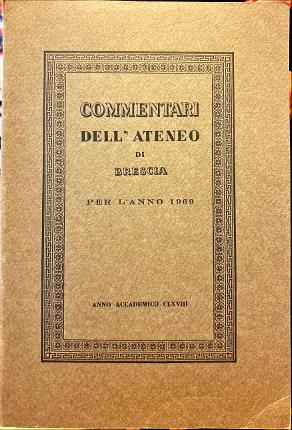 COMMENTARI
DELL' ATENEO
DI
BRESCIA
PER L'ANNO 1969
ANNO ACCADEMICO CLXVIII